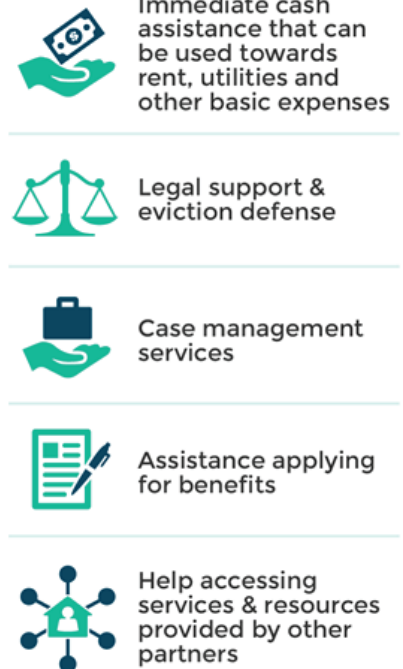 Immediate cash
assistance that can
be used towards
rent, utilities and
other basic expenses
Legal support &
eviction defense
Case management
services
Assistance applying
for benefits
Help accessing
services & resources
provided by other
partners